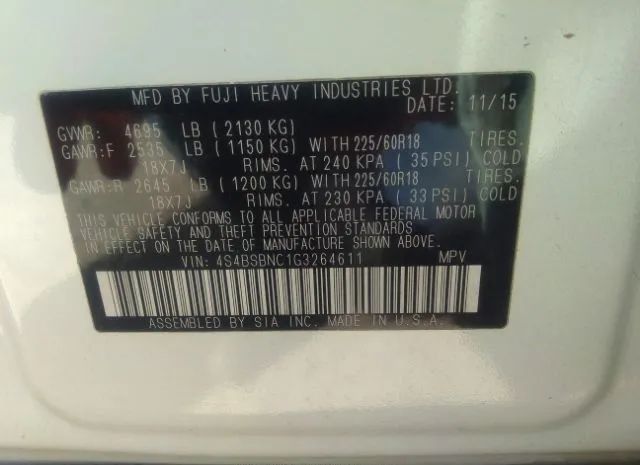 MFD BY FUJI HEAVY INDUSTRIES LTD.
DATE: 11/15
GVWR: 4695 LB (2130 KG)
GAWR:F 2535 LB (1150 KG) WITH 225/60R18 TIRES.
18X7J RIMS. AT 240 KPA (35 PSI) COLD
GAWR:R 2645 LB (1200 KG) WITH 225/60R18 TIRES.
18X7J RIMS. AT 230 KPA (33 PSI) COLD
THIS VEHICLE CONFORMS TO ALL APPLICABLE FEDERAL MOTOR
VEHICLE SAFETY AND THEFT PREVENTION STANDARDS
IN EFFECT ON THE DATE OF MANUFACTURE SHOWN ABOVE.
VIN: 4S4BSBNC1G3264611 MPV
ASSEMBLED BY SIA INC. MADE IN U.S.A.